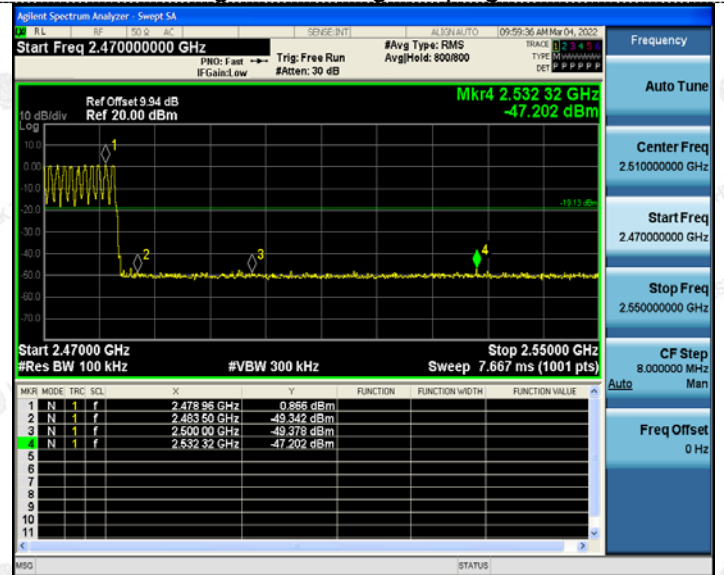 Agilent Spectrum Analyzer - Swept SA
RL RF 50 Ω AC SENSE:INT ALIGN AUTO 09:59:36 AM Mar 04, 2022
Start Freq 2.470000000 GHz
PNO: Fast
IFGain:Low
Trig: Free Run
#Atten: 30 dB
#Avg Type: RMS
Avg|Hold: 800/800
TRACE 1 2 3 4 5 6
TYPE M
DET P P P P P P
Frequency
Mkr4 2.532 32 GHz
-47.202 dBm
Ref Offset 9.94 dB
Ref 20.00 dBm
10 dB/div
Log
10.0
0.00
-10.0
-20.0
-30.0
-40.0
-50.0
-60.0
-70.0
1
2
3
4
-19.13 dBm
Start 2.47000 GHz Stop 2.55000 GHz
#Res BW 100 kHz #VBW 300 kHz Sweep 7.667 ms (1001 pts)
MKR MODE TRC SCL X Y FUNCTION FUNCTION WIDTH FUNCTION VALUE
1 N 1 f 2.478 96 GHz 0.866 dBm
2 N 1 f 2.483 50 GHz -49.342 dBm
3 N 1 f 2.500 00 GHz -49.378 dBm
4 N 1 f 2.532 32 GHz -47.202 dBm
5
6
7
8
9
10
11
MSG STATUS
Auto Tune
Center Freq
2.510000000 GHz
Start Freq
2.470000000 GHz
Stop Freq
2.550000000 GHz
CF Step
8.000000 MHz
Auto Man
Freq Offset
0 Hz